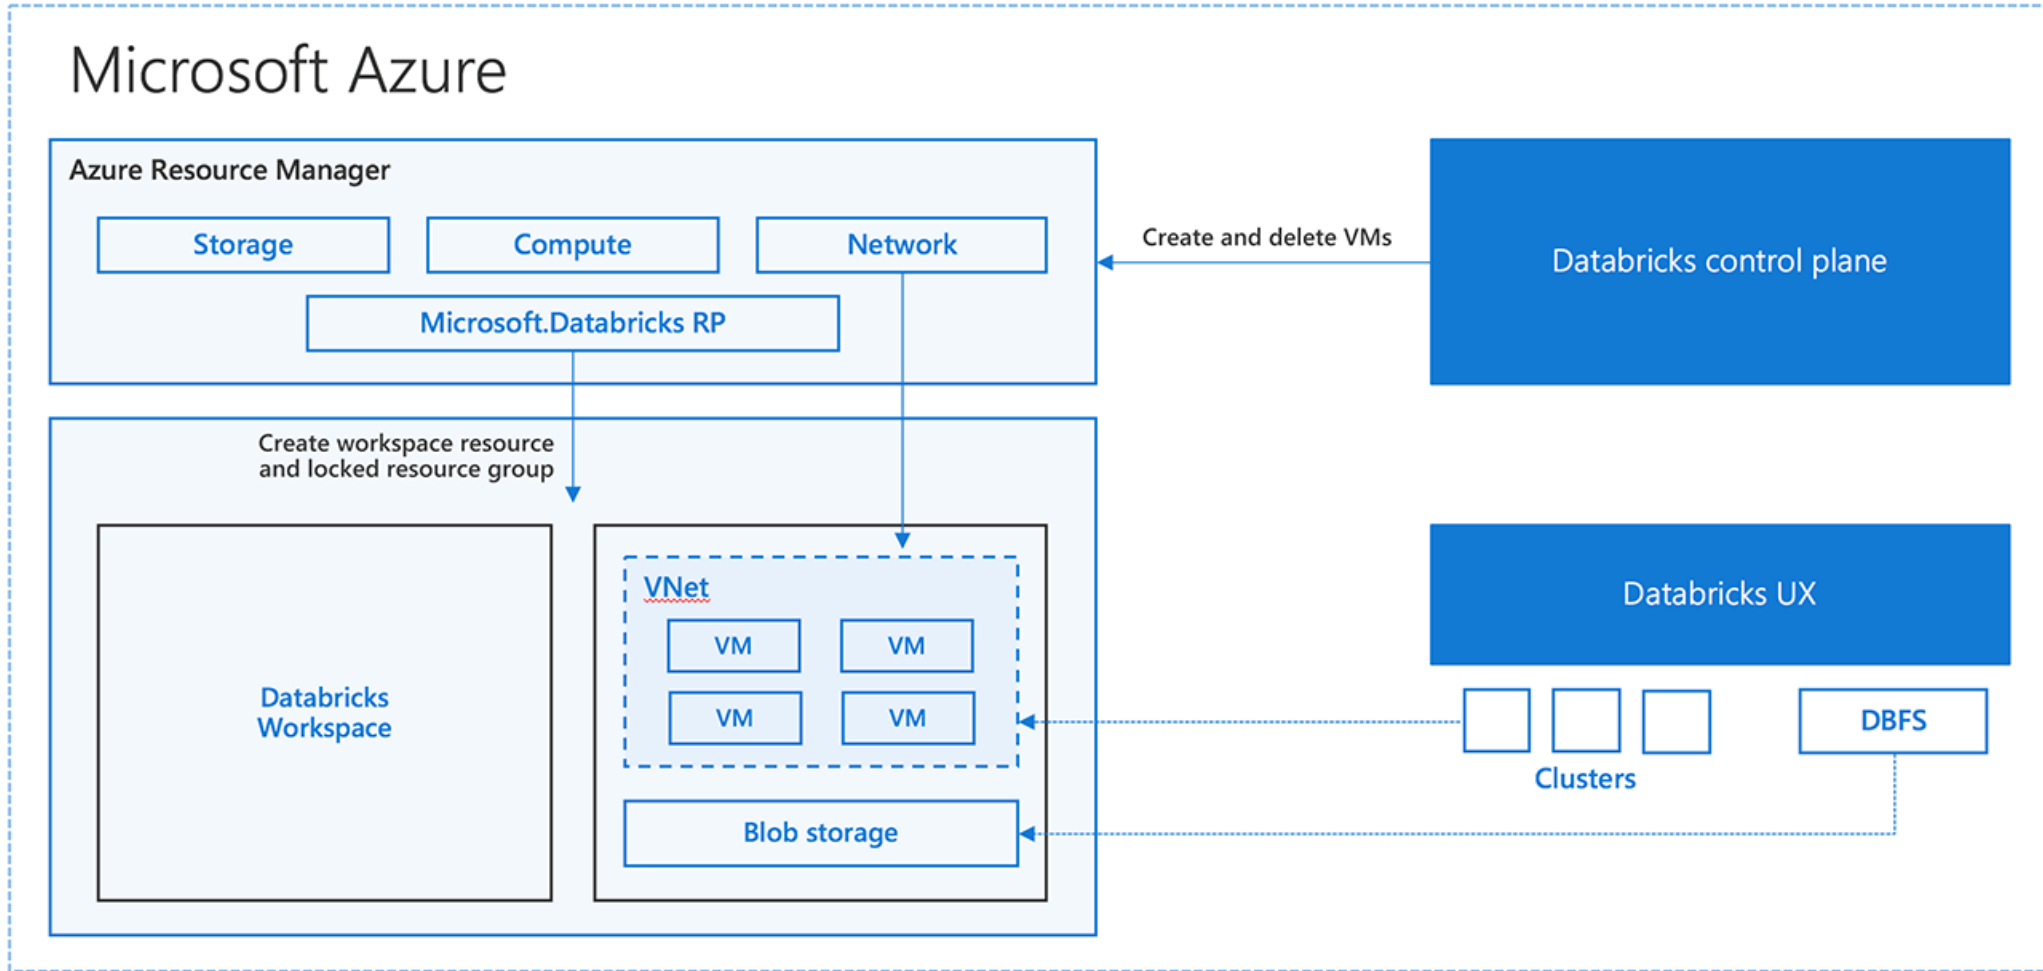 Microsoft Azure
Azure Resource Manager
Storage
Compute
Network
Microsoft.Databricks RP
Create and delete VMs
Databricks control plane
Create workspace resource
and locked resource group
Databricks
Workspace
VNet
VM
VM
VM
VM
Blob storage
Databricks UX
Clusters
DBFS